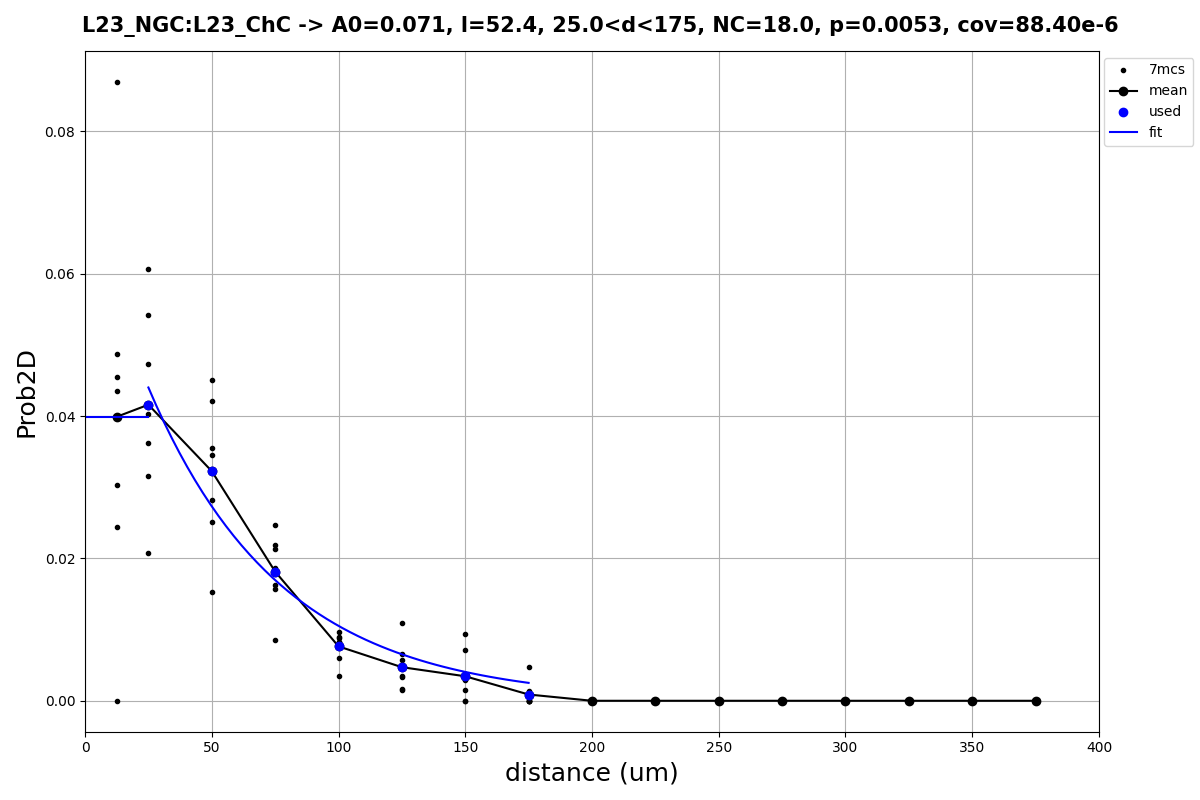 L23_NGC:L23_ChC -> A0=0.071, l=52.4, 25.0<d<175, NC=18.0, p=0.0053, cov=88.40e-6
7mcs
mean
used
fit
Prob2D
0.08
0.06
0.04
0.02
0.00
0 50 100 150 200 250 300 350 400
distance (um)